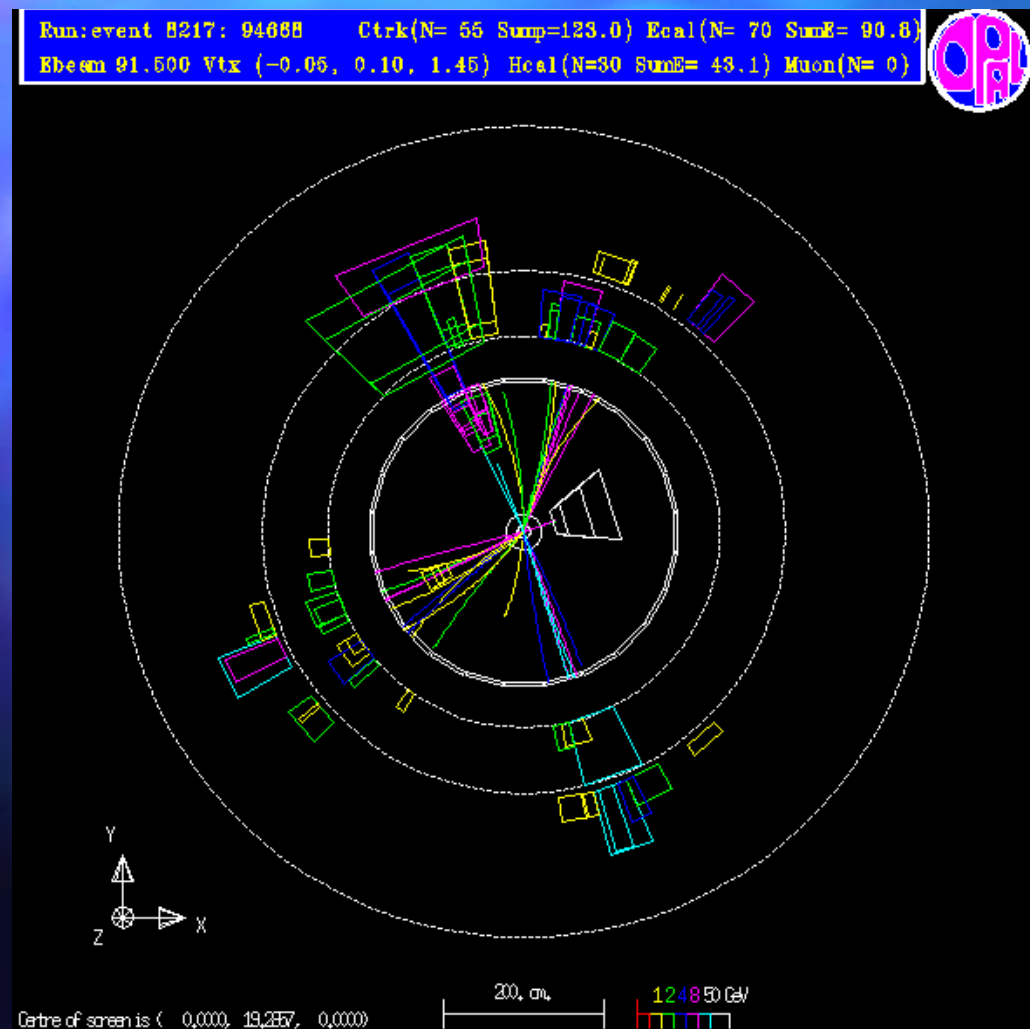 Run:event 8217: 94668 Ctrk(N= 55 Sump=123.0) Ecal(N= 70 SumE= 90.8)
Ebeam 91.500 Vtx (-0.05, 0.10, 1.45) Hcal(N=30 SumE= 43.1) Muon(N= 0)
OPAL
Y
X
Z
200. cm.
1 2 4 8 50 GeV
Centre of screen is ( 0.0000, 19.2857, 0.0000)